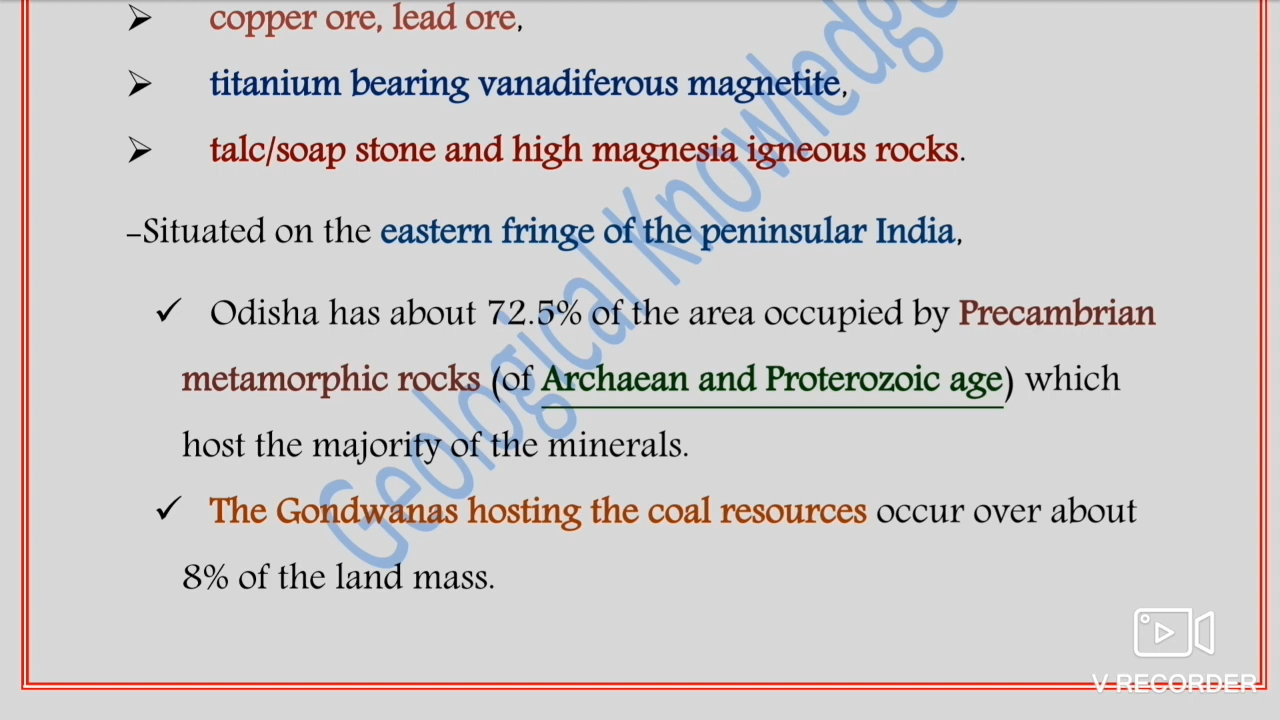 ➢ copper ore, lead ore,
➢ titanium bearing vanadiferous magnetite,
➢ talc/soap stone and high magnesia igneous rocks.
–Situated on the eastern fringe of the peninsular India,
✓ Odisha has about 72.5% of the area occupied by Precambrian
metamorphic rocks (of Archaean and Proterozoic age) which
host the majority of the minerals.
✓ The Gondwanas hosting the coal resources occur over about
8% of the land mass.
Geological Knowledge
V RECORDER